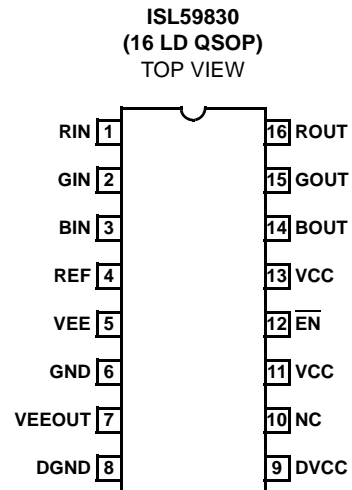 ISL59830
(16 LD QSOP)
TOP VIEW
RIN 1
16 ROUT
GIN 2
15 GOUT
BIN 3
14 BOUT
REF 4
13 VCC
VEE 5
12 EN
GND 6
11 VCC
VEEOUT 7
10 NC
DGND 8
9 DVCC